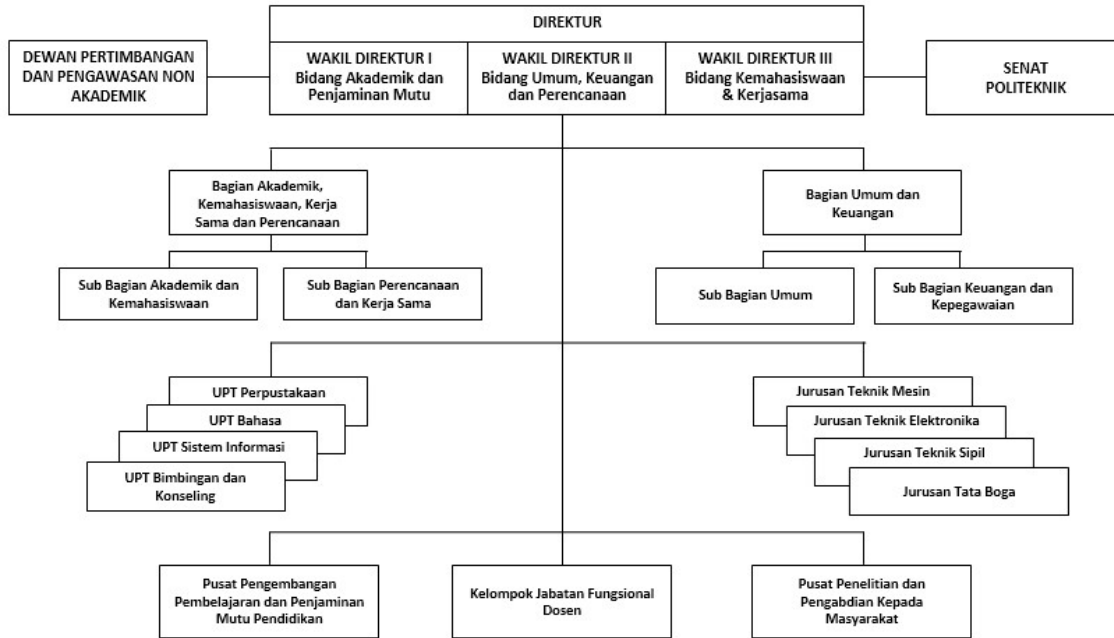 DIREKTUR
DEWAN PERTIMBANGAN
DAN PENGAWASAN NON
AKADEMIK
WAKIL DIREKTUR I
Bidang Akademik dan
Penjaminan Mutu
WAKIL DIREKTUR II
Bidang Umum, Keuangan
dan Perencanaan
WAKIL DIREKTUR III
Bidang Kemahasiswaan
& Kerjasama
SENAT
POLITEKNIK
Bagian Akademik,
Kemahasiswaan, Kerja
Sama dan Perencanaan
Bagian Umum dan
Keuangan
Sub Bagian Akademik dan
Kemahasiswaan
Sub Bagian Perencanaan
dan Kerja Sama
Sub Bagian Umum
Sub Bagian Keuangan dan
Kepegawaian
UPT Perpustakaan
UPT Bahasa
UPT Sistem Informasi
UPT Bimbingan dan
Konseling
Jurusan Teknik Mesin
Jurusan Teknik Elektronika
Jurusan Teknik Sipil
Jurusan Tata Boga
Pusat Pengembangan
Pembelajaran dan Penjaminan
Mutu Pendidikan
Kelompok Jabatan Fungsional
Dosen
Pusat Penelitian dan
Pengabdian Kepada
Masyarakat